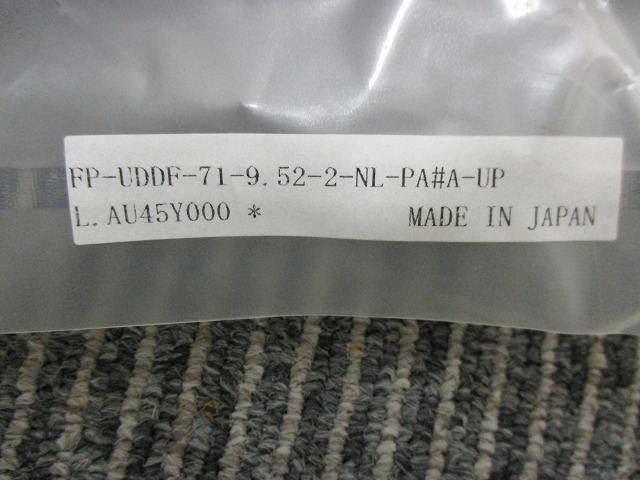 FP-UDDF-71-9.52-2-NL-PA#A-UP
L.AU45Y000 * MADE IN JAPAN